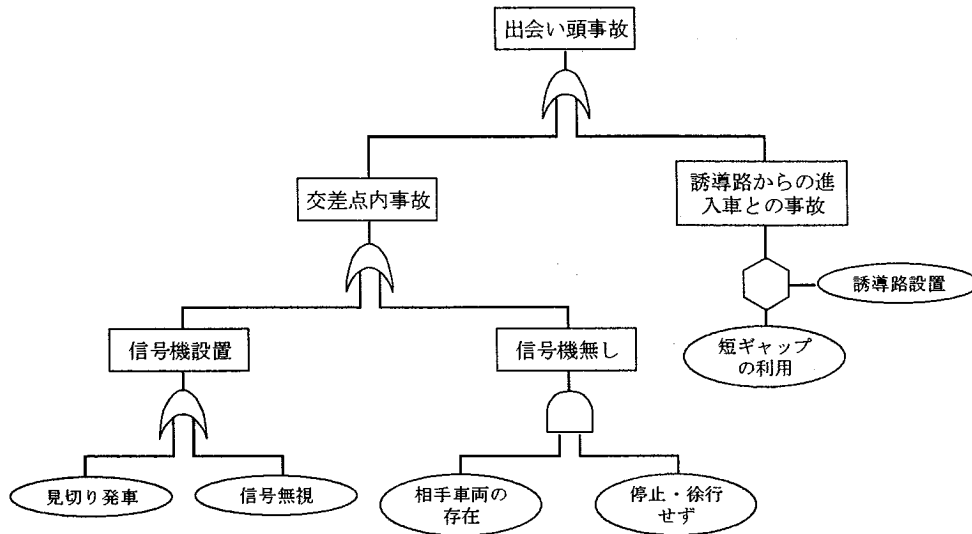 出会い頭事故
交差点内事故
誘導路からの進
入車との事故
誘導路設置
信号機設置
信号機無し
短ギャップ
の利用
見切り発車
信号無視
相手車両の
存在
停止・徐行
せず